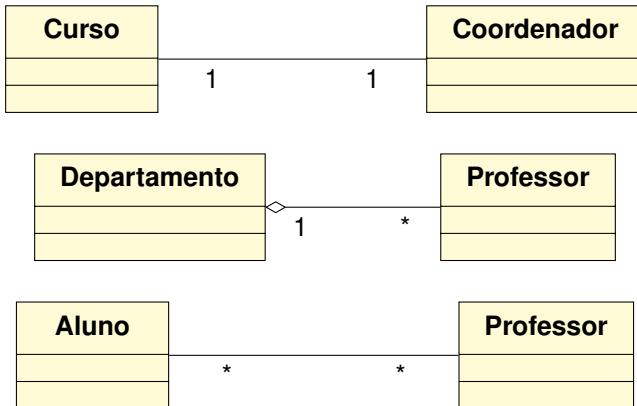 Curso Coordenador
1 1
Departamento Professor
1 *
Aluno Professor
* *